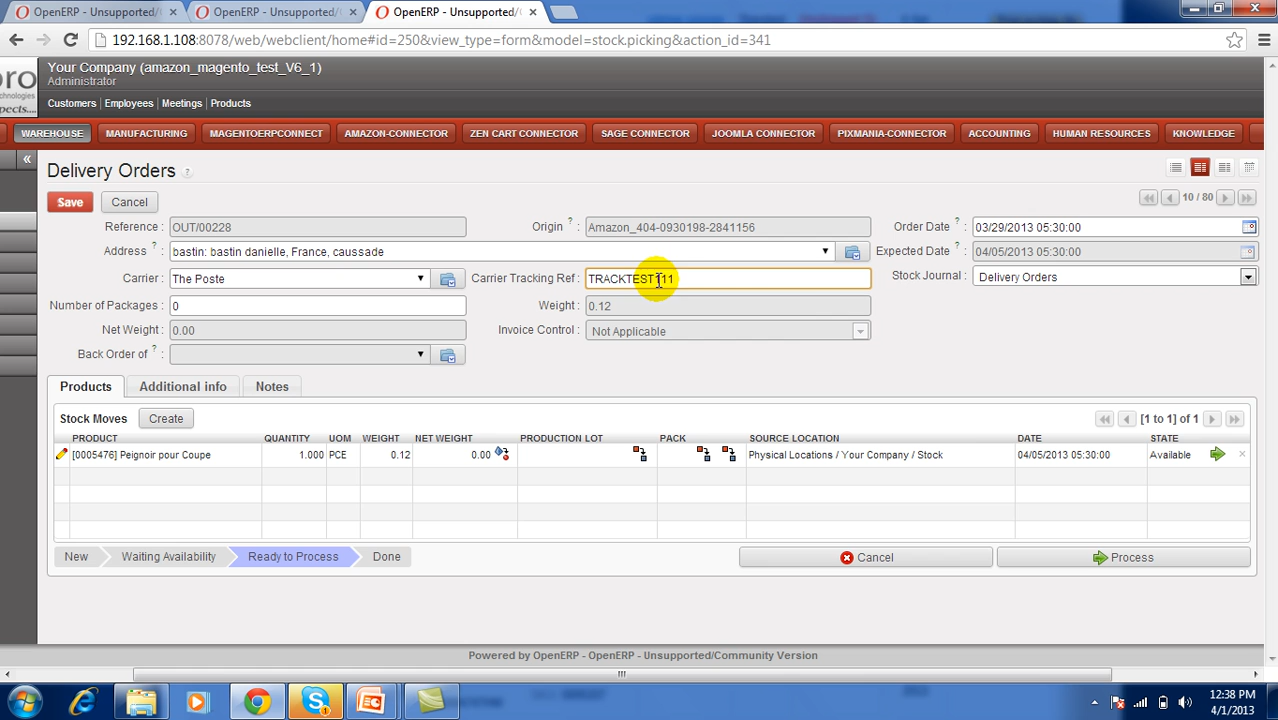 OpenERP - Unsupported/C × OpenERP - Unsupported/C × OpenERP - Unsupported/C ×
192.168.1.108:8078/web/webclient/home#id=250&view_type=form&model=stock.picking&action_id=341
pro
technologies
xpects....
Your Company (amazon_magento_test_V6_1)
Administrator
Customers Employees Meetings Products
WAREHOUSE MANUFACTURING MAGENTOERPCONNECT AMAZON-CONNECTOR ZEN CART CONNECTOR SAGE CONNECTOR JOOMLA CONNECTOR PIXMANIA-CONNECTOR ACCOUNTING HUMAN RESOURCES KNOWLEDGE
«
Delivery Orders ?
Save Cancel 10 / 80
Reference : OUT/00228 Origin ? : Amazon_404-0930198-2841156 Order Date ? : 03/29/2013 05:30:00
Address ? : bastin: bastin danielle, France, caussade Expected Date ? : 04/05/2013 05:30:00
Carrier : The Poste Carrier Tracking Ref : Stock Journal : Delivery Orders
Number of Packages : 0 Weight : 0.12
Net Weight : 0.00 Invoice Control : Not Applicable
Back Order of ? :
Products Additional info Notes
Stock Moves Create [1 to 1] of 1
PRODUCT QUANTITY UOM WEIGHT NET WEIGHT PRODUCTION LOT PACK SOURCE LOCATION DATE STATE
[0005476] Peignoir pour Coupe 1.000 PCE 0.12 0.00 Physical Locations / Your Company / Stock 04/05/2013 05:30:00 Available
New Waiting Availability Ready to Process Done Cancel Process
Powered by OpenERP - OpenERP - Unsupported/Community Version
12:38 PM
4/1/2013